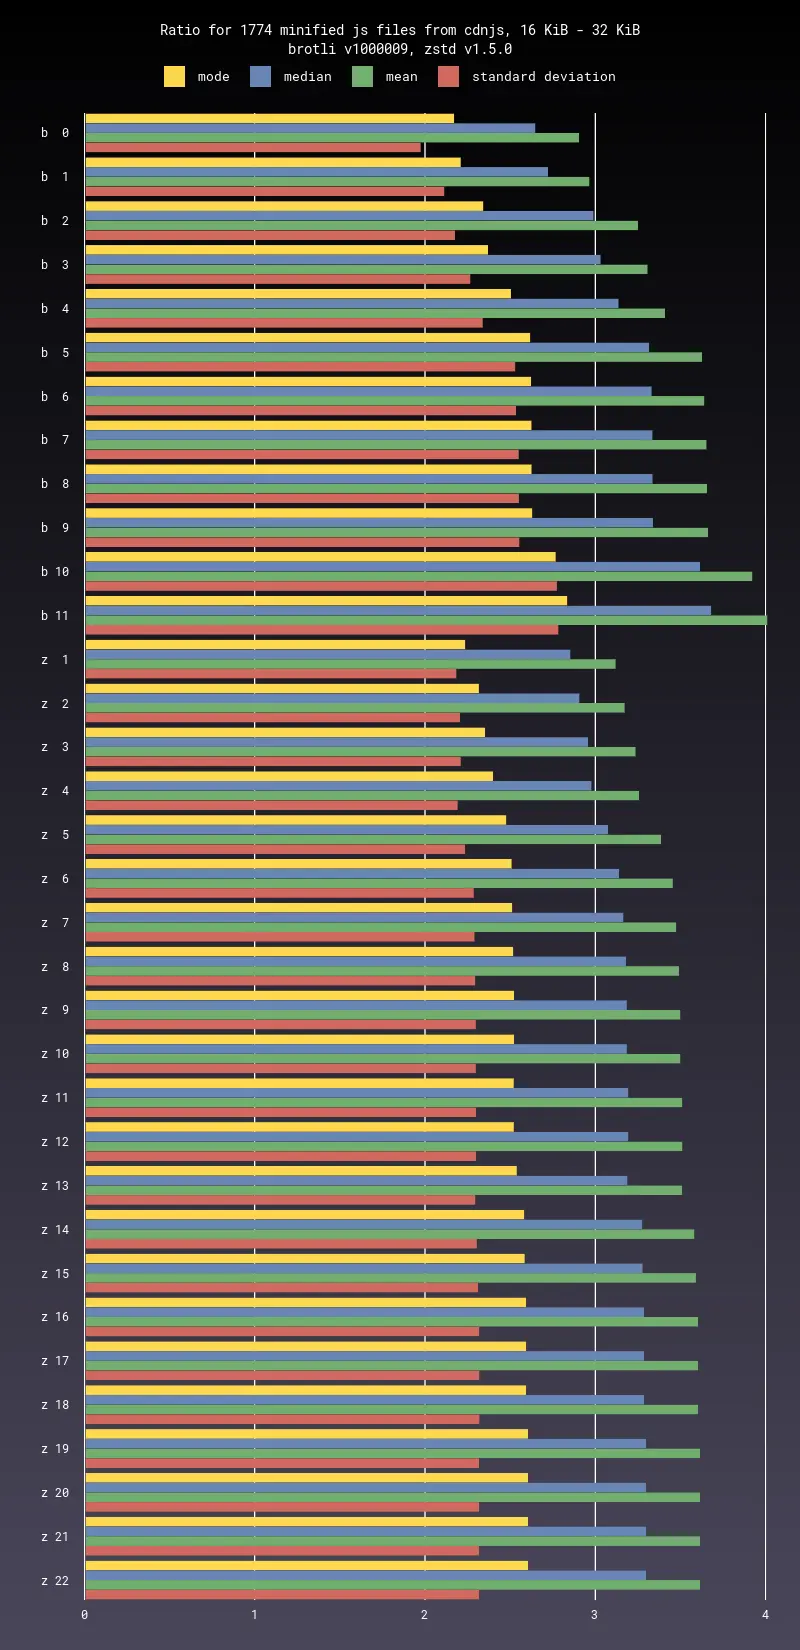 Ratio for 1774 minified js files from cdnjs, 16 KiB - 32 KiB
brotli v1000009, zstd v1.5.0
mode median mean standard deviation
b 0
b 1
b 2
b 3
b 4
b 5
b 6
b 7
b 8
b 9
b 10
b 11
z 1
z 2
z 3
z 4
z 5
z 6
z 7
z 8
z 9
z 10
z 11
z 12
z 13
z 14
z 15
z 16
z 17
z 18
z 19
z 20
z 21
z 22
0 1 2 3 4